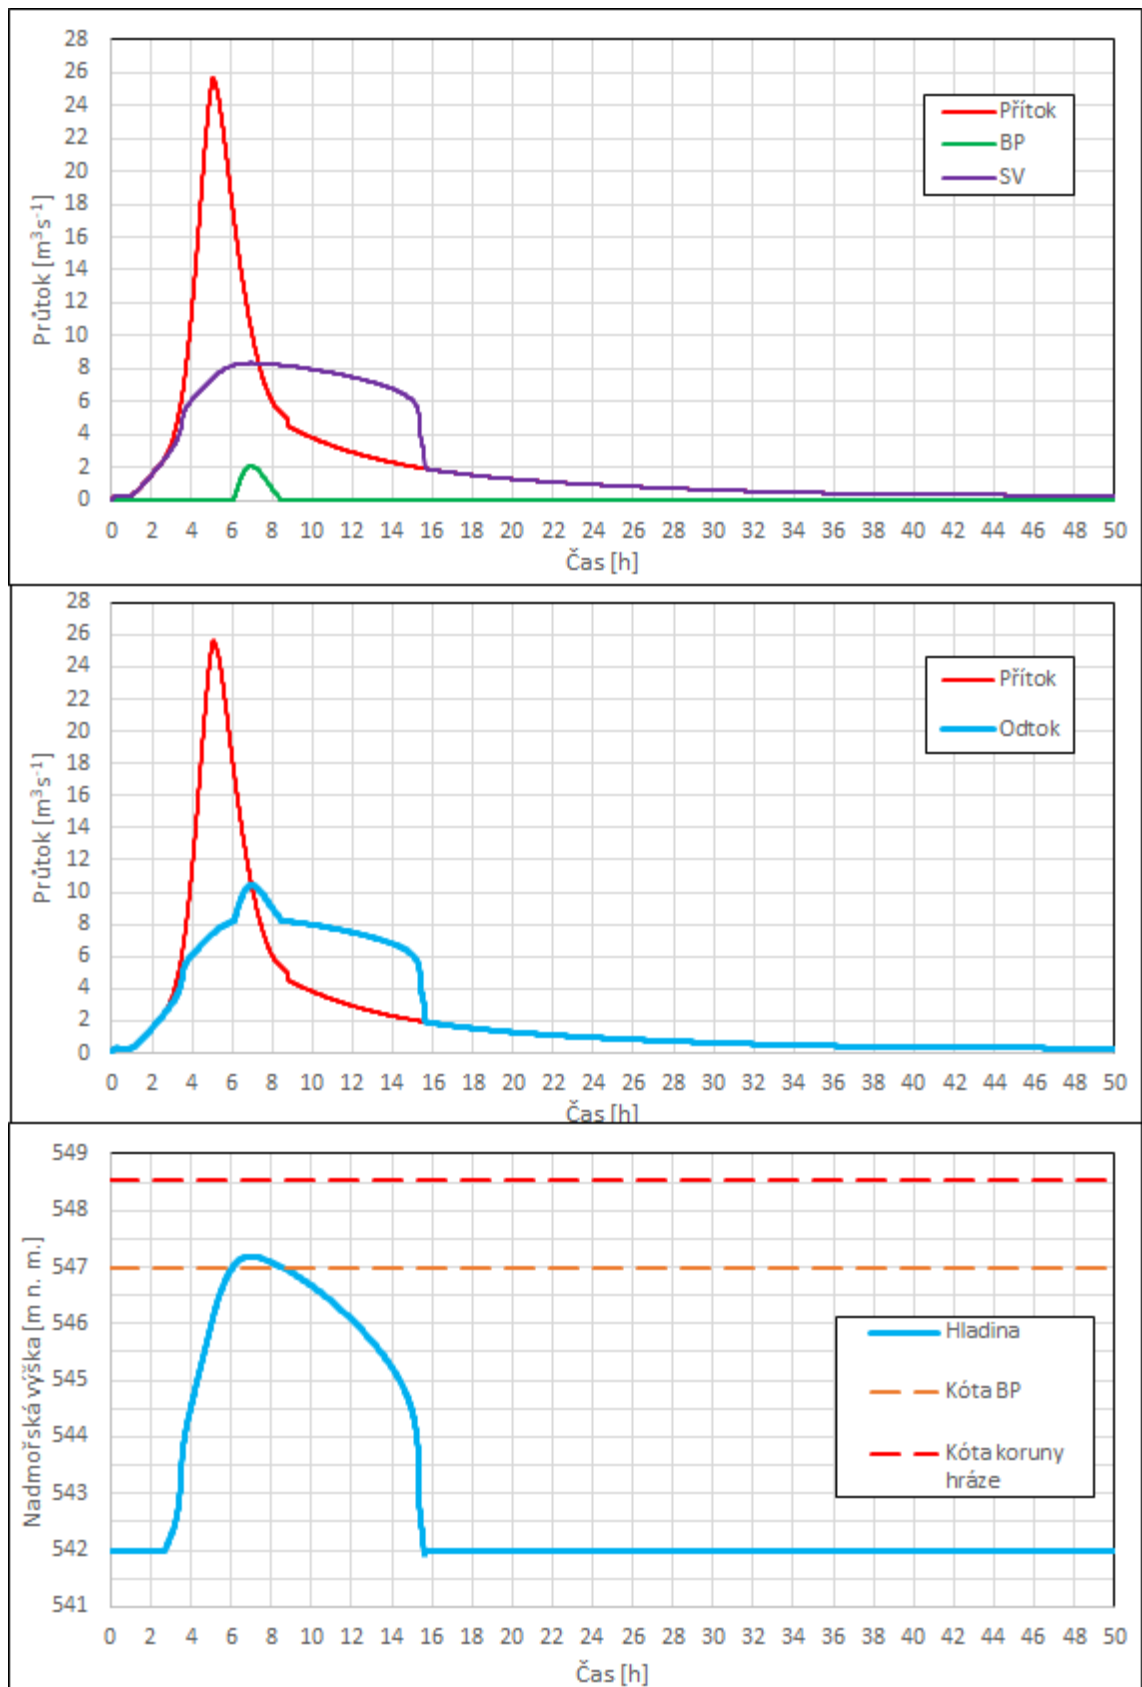 28
26
24
22
20
18
16
14
12
10
8
6
4
2
0
Průtok [m³s⁻¹]
Přítok
BP
SV
0 2 4 6 8 10 12 14 16 18 20 22 24 26 28 30 32 34 36 38 40 42 44 46 48 50
Čas [h]
28
26
24
22
20
18
16
14
12
10
8
6
4
2
0
Průtok [m³s⁻¹]
Přítok
Odtok
0 2 4 6 8 10 12 14 16 18 20 22 24 26 28 30 32 34 36 38 40 42 44 46 48 50
Čas [h]
549
548
547
546
545
544
543
542
541
Nadmořská výška [m n. m.]
Hladina
Kóta BP
Kóta koruny
hráze
0 2 4 6 8 10 12 14 16 18 20 22 24 26 28 30 32 34 36 38 40 42 44 46 48 50
Čas [h]